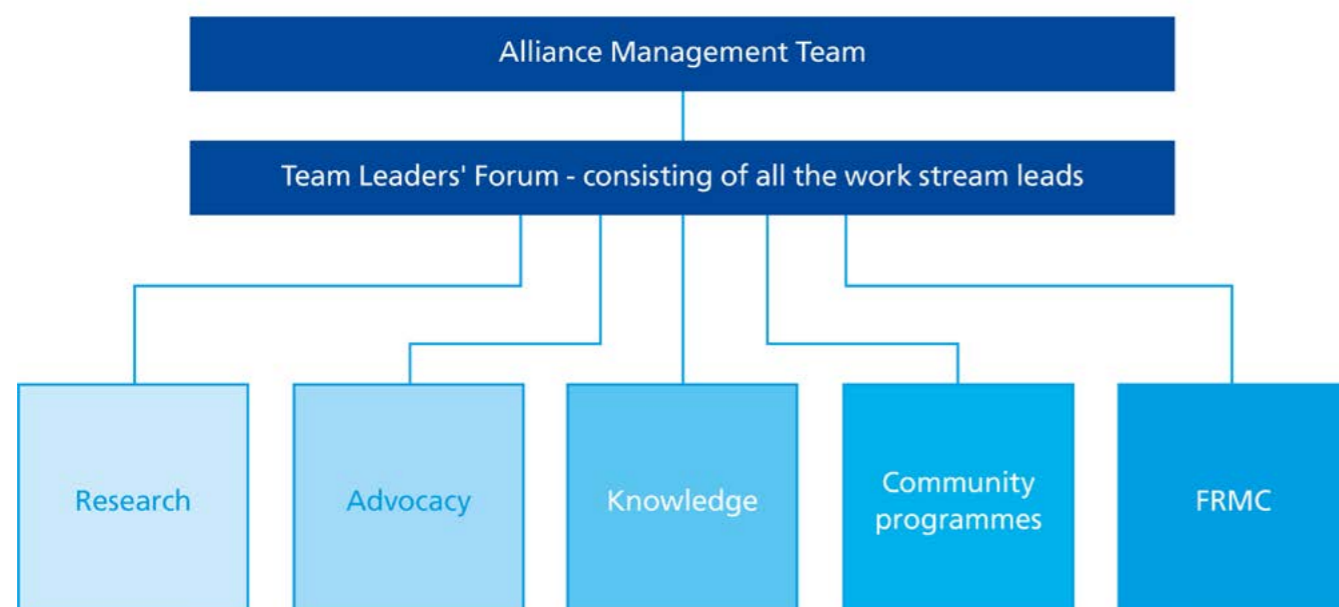 Alliance Management Team
Team Leaders' Forum - consisting of all the work stream leads
Research
Advocacy
Knowledge
Community
programmes
FRMC